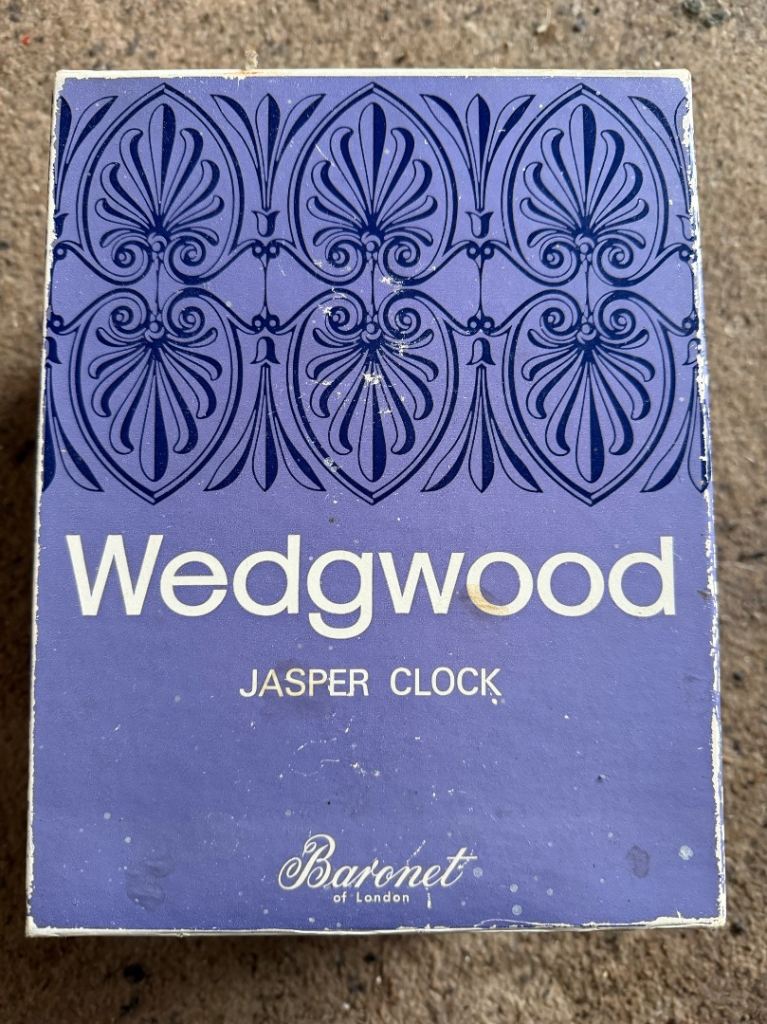 Wedgwood
JASPER CLOCK
Baronet
of London